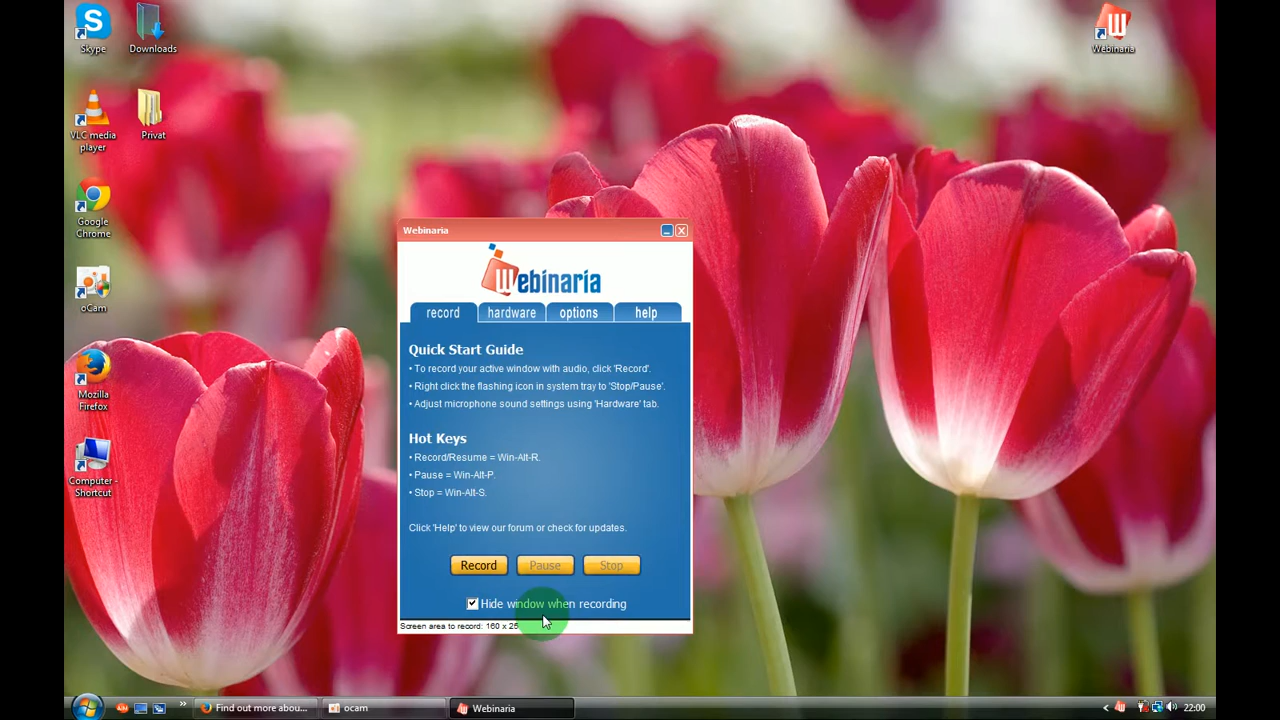 Skype
Downloads
Webinaria
VLC media
player
Privat
Google
Chrome
oCam
Mozilla
Firefox
Computer -
Shortcut
Webinaria
Webinaria
record
hardware
options
help
Quick Start Guide
• To record your active window with audio, click 'Record'.
• Right click the flashing icon in system tray to 'Stop/Pause'.
• Adjust microphone sound settings using 'Hardware' tab.
Hot Keys
• Record/Resume = Win-Alt-R.
• Pause = Win-Alt-P.
• Stop = Win-Alt-S.
Click 'Help' to view our forum or check for updates.
Record
Pause
Stop
Hide window when recording
Screen area to record: 160 x 25
Find out more abou...
ocam
Webinaria
22:00